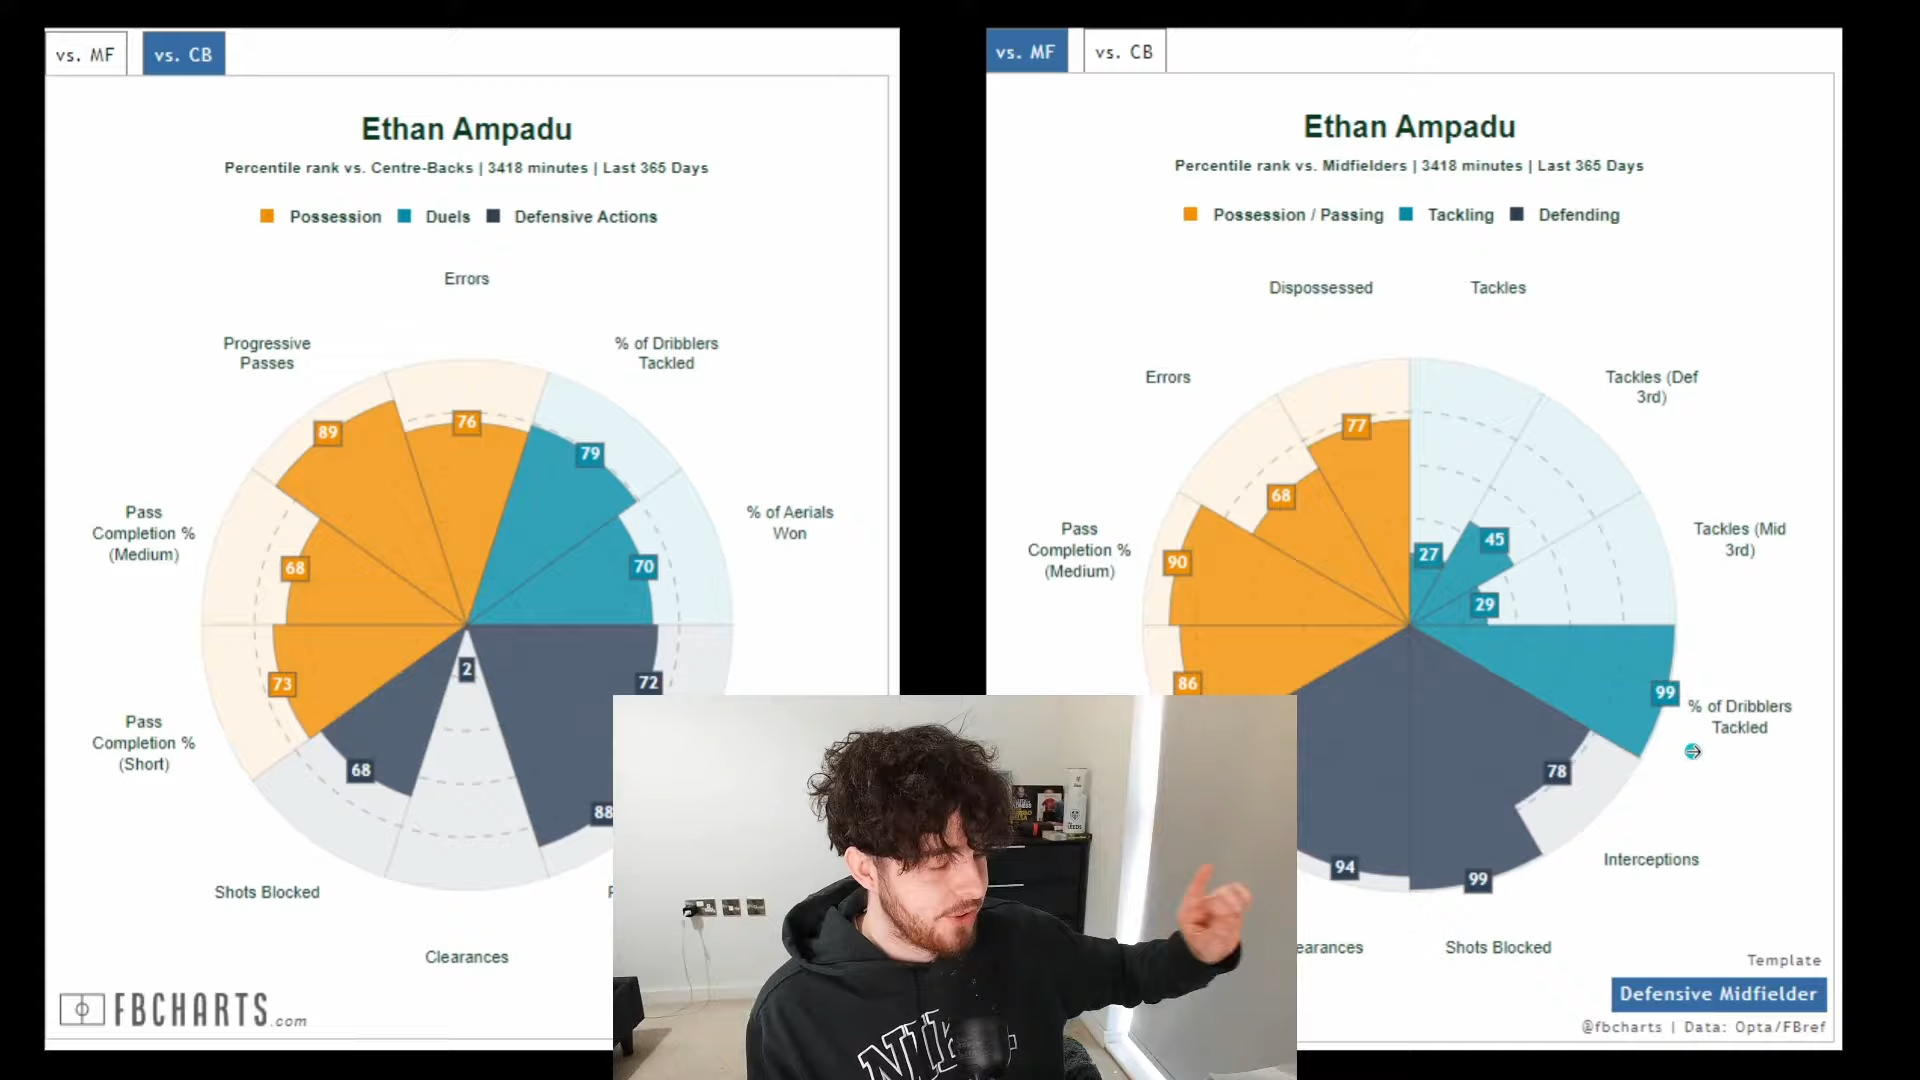 vs. MF
vs. CB
Ethan Ampadu
Percentile rank vs. Centre-Backs | 3418 minutes | Last 365 Days
Possession
Duels
Defensive Actions
Errors
Progressive
Passes
% of Dribblers
Tackled
89
76
79
Pass
Completion %
(Medium)
% of Aerials
Won
68
70
2
73
72
Pass
Completion %
(Short)
68
88
Shots Blocked
Clearances
FBCHARTS.com
vs. MF
vs. CB
Ethan Ampadu
Percentile rank vs. Midfielders | 3418 minutes | Last 365 Days
Possession / Passing
Tackling
Defending
Dispossessed
Tackles
Errors
Tackles (Def
3rd)
77
68
Pass
Completion %
(Medium)
Tackles (Mid
3rd)
90
27
45
29
86
99
% of Dribblers
Tackled
78
94
99
Interceptions
earances
Shots Blocked
Template
Defensive Midfielder
@fbcharts | Data: Opta/FBref